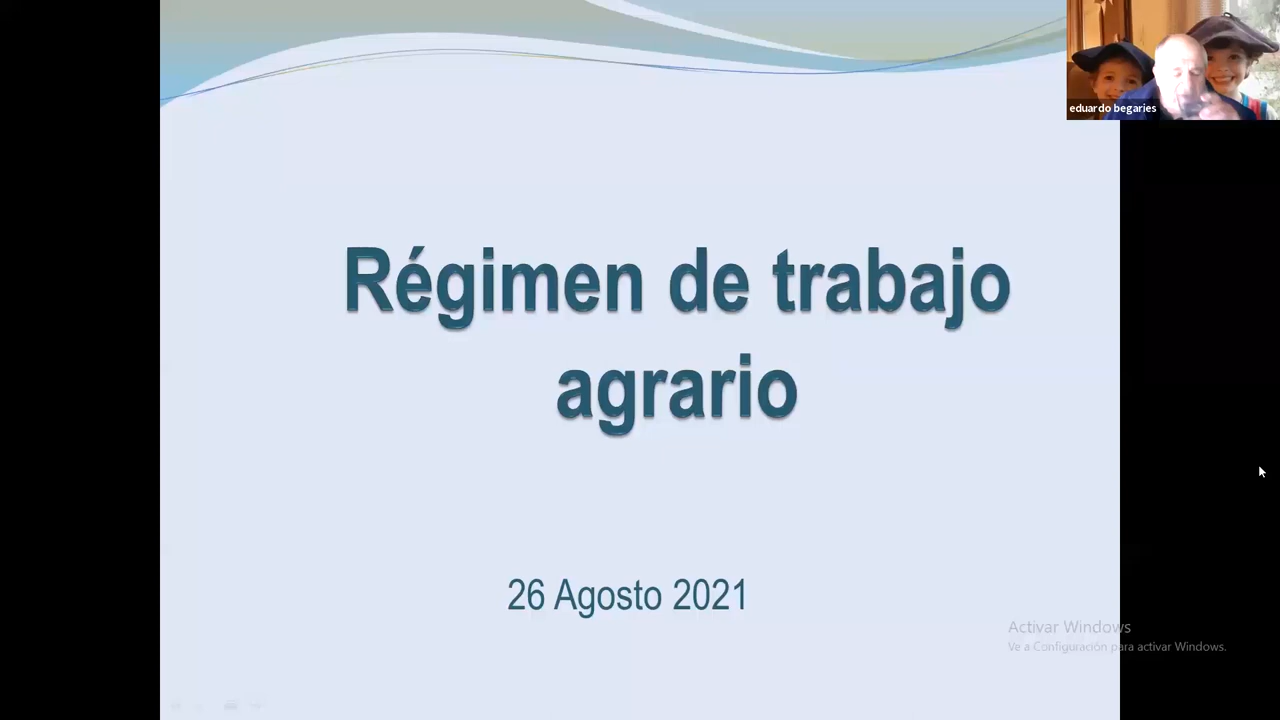 eduardo begaries
Régimen de trabajo
agrario
26 Agosto 2021
Activar Windows
Ve a Configuración para activar Windows.